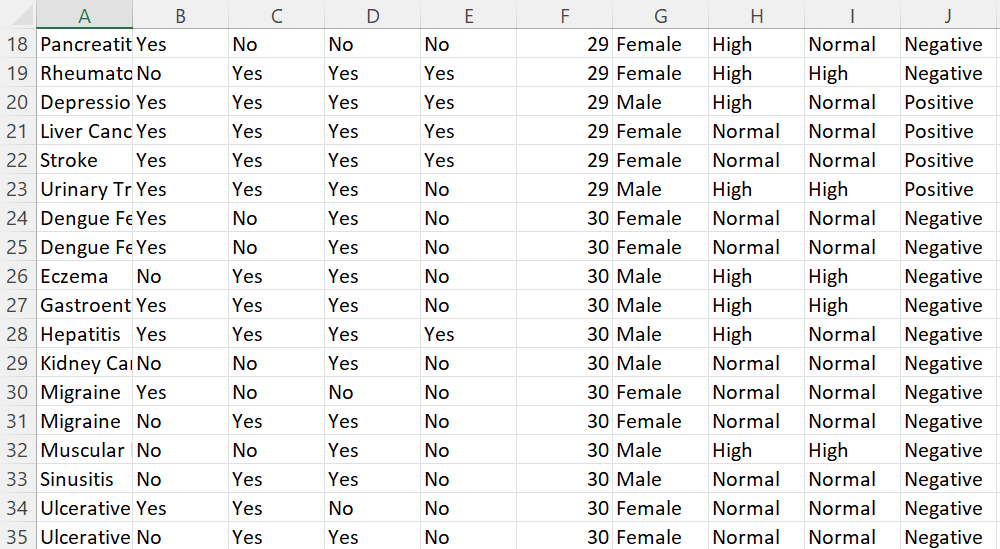 A B C D E F G H I J
18 Pancreatit Yes No No No 29 Female High Normal Negative
19 Rheumato No Yes Yes Yes 29 Female High High Negative
20 Depressio Yes Yes Yes Yes 29 Male High Normal Positive
21 Liver Canc Yes Yes Yes Yes 29 Female Normal Normal Positive
22 Stroke Yes Yes Yes Yes 29 Female Normal Normal Positive
23 Urinary Tr Yes Yes Yes No 29 Male High High Positive
24 Dengue Fe Yes No Yes No 30 Female Normal Normal Negative
25 Dengue Fe Yes No Yes No 30 Female Normal Normal Negative
26 Eczema No Yes Yes No 30 Male High High Negative
27 Gastroent Yes Yes Yes No 30 Male High High Negative
28 Hepatitis Yes Yes Yes Yes 30 Male High Normal Negative
29 Kidney Can No No Yes No 30 Male Normal Normal Negative
30 Migraine Yes No No No 30 Female Normal Normal Negative
31 Migraine No Yes Yes No 30 Female Normal Normal Negative
32 Muscular No No Yes No 30 Male High High Negative
33 Sinusitis No Yes Yes No 30 Male Normal Normal Negative
34 Ulcerative Yes Yes No No 30 Female Normal Normal Negative
35 Ulcerative No Yes Yes No 30 Female Normal Normal Negative